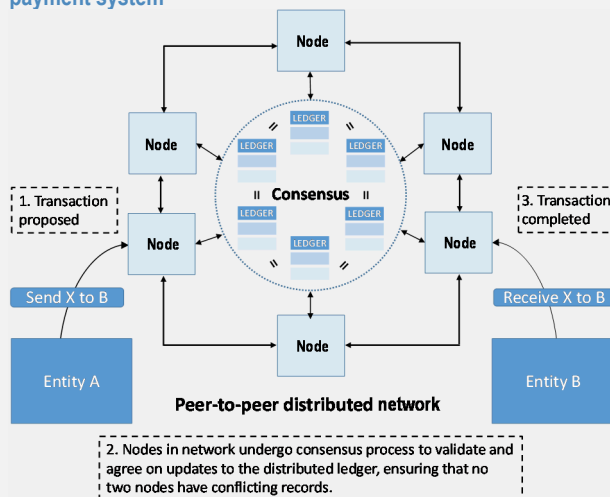 payment system
Node
Node
Node
LEDGER
LEDGER
LEDGER
= Consensus =
LEDGER
LEDGER
LEDGER
1. Transaction
proposed
3. Transaction
completed
Node
Node
Send X to B
Receive X to B
Node
Entity A
Entity B
Peer-to-peer distributed network
2. Nodes in network undergo consensus process to validate and
agree on updates to the distributed ledger, ensuring that no
two nodes have conflicting records.